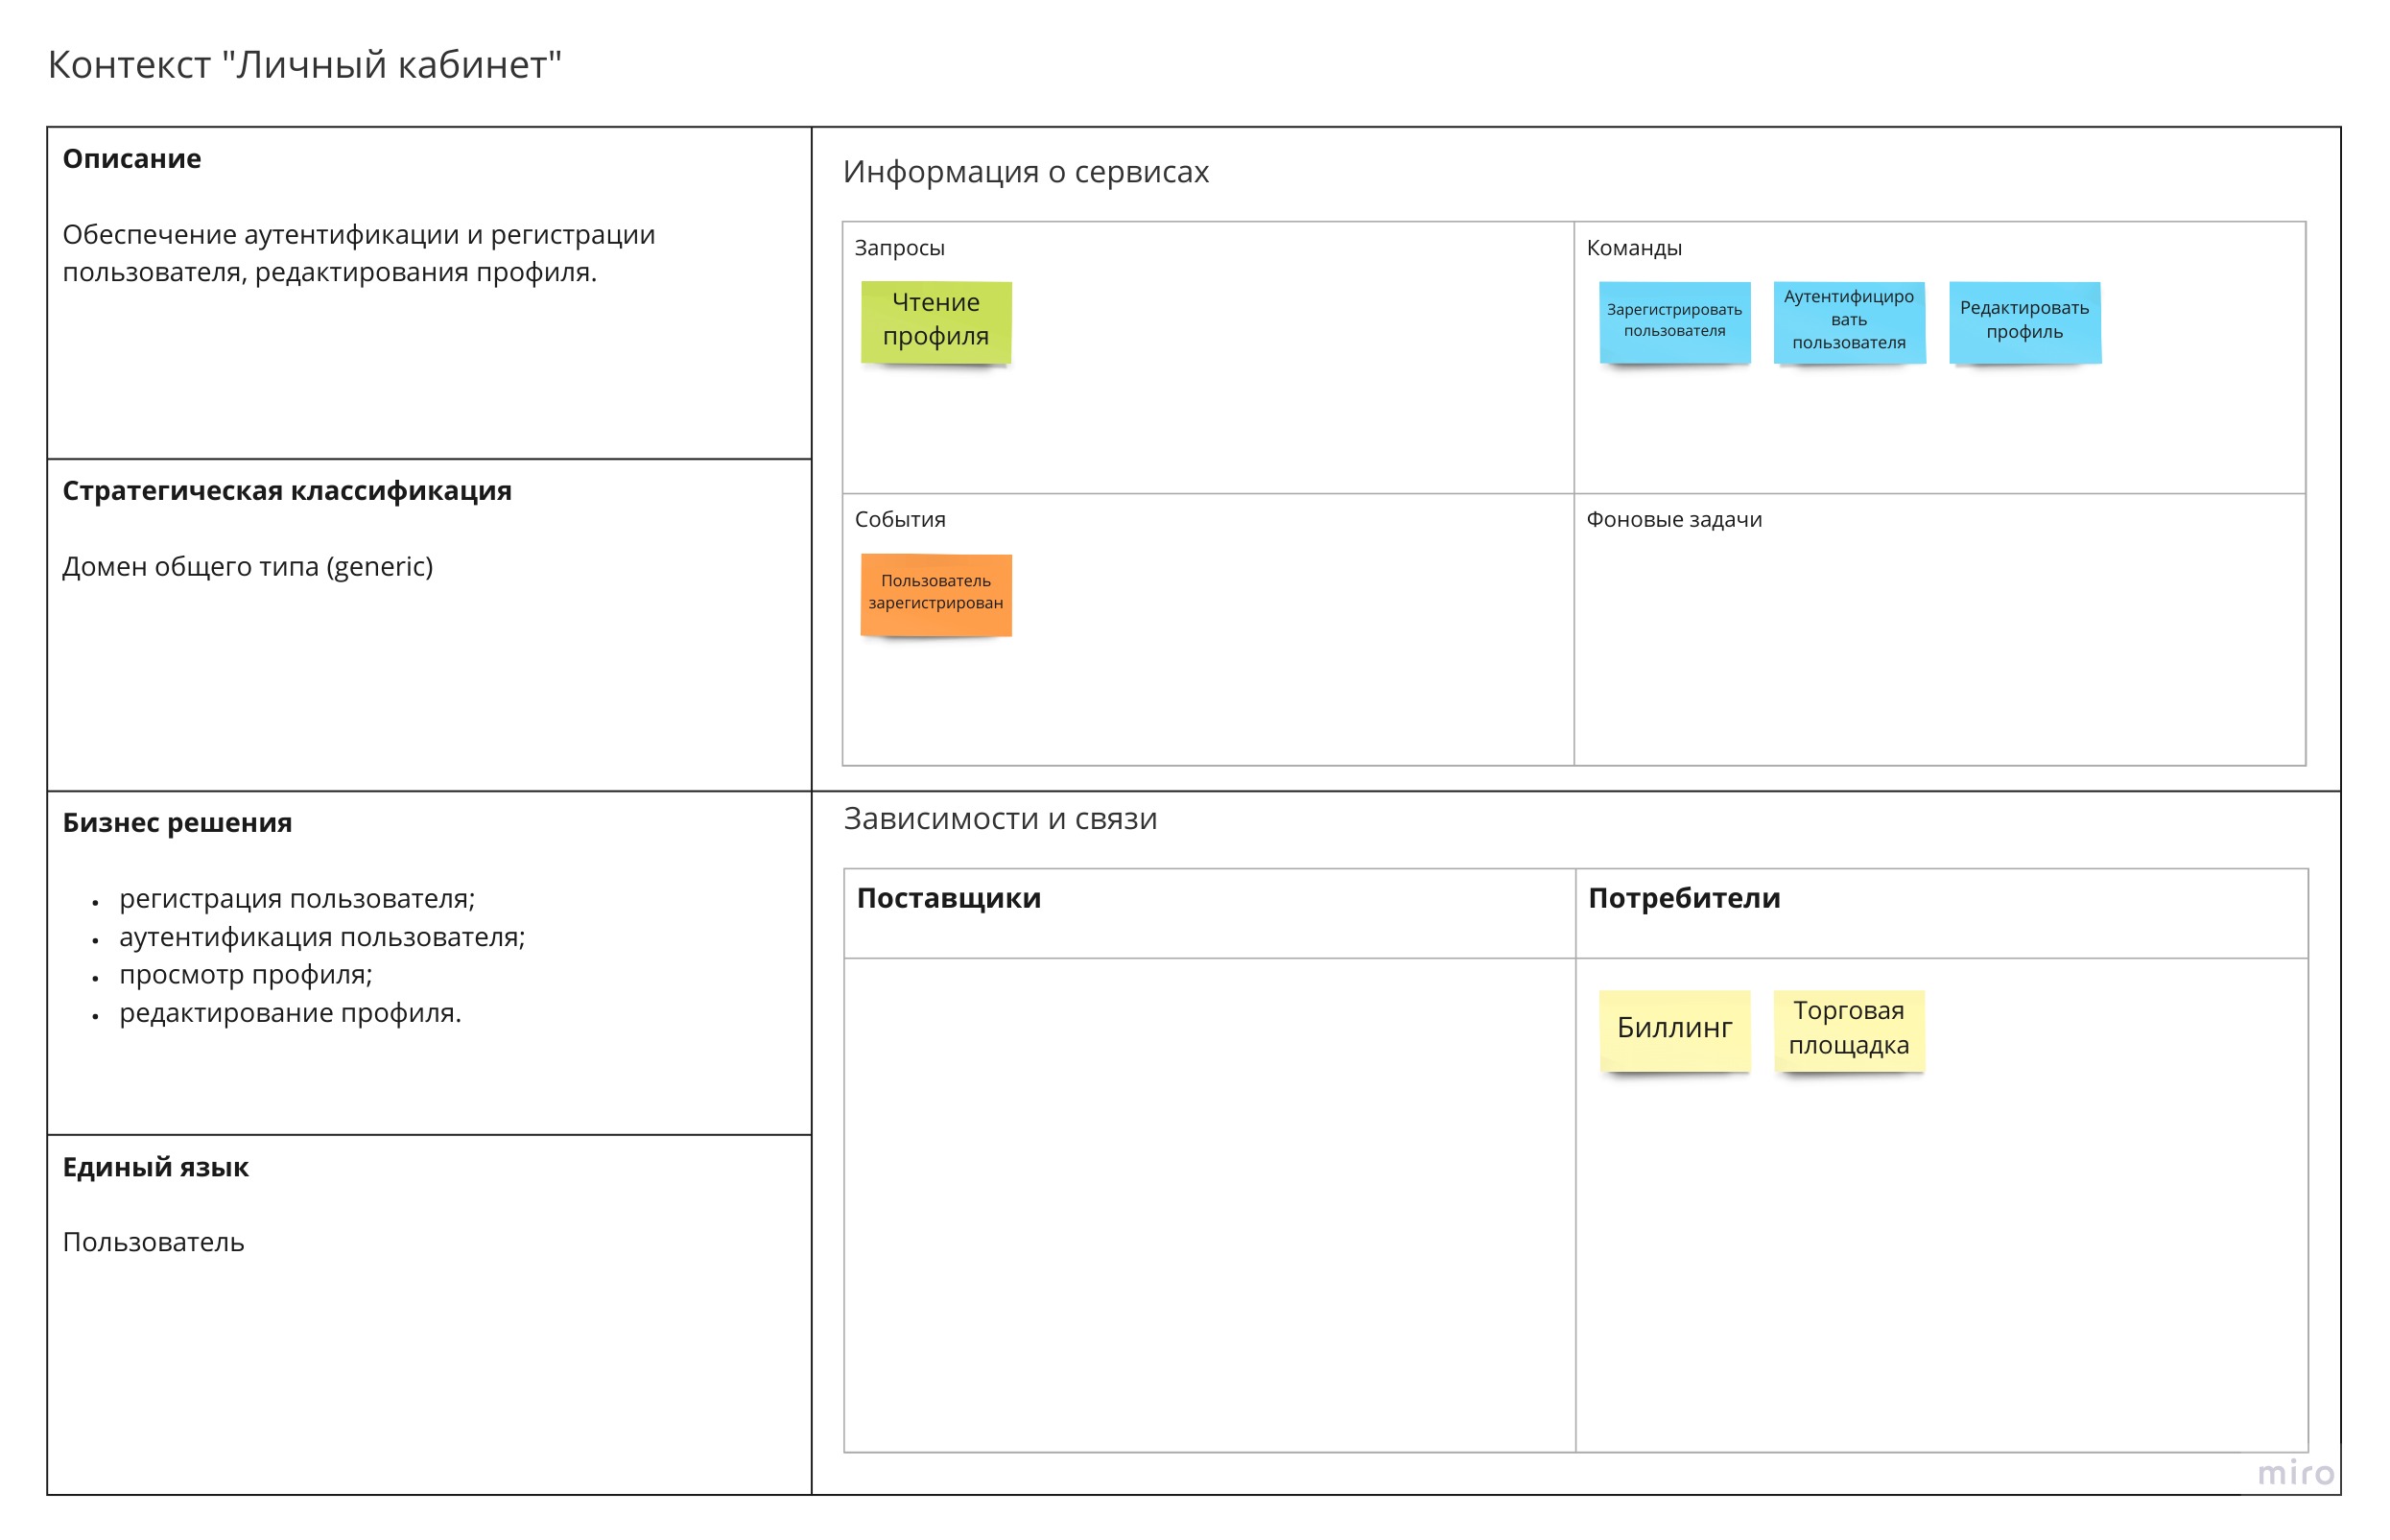 Контекст "Личный кабинет"
Описание
Обеспечение аутентификации и регистрации
пользователя, редактирования профиля.
Стратегическая классификация
Домен общего типа (generic)
Бизнес решения
• регистрация пользователя;
• аутентификация пользователя;
• просмотр профиля;
• редактирование профиля.
Единый язык
Пользователь
Информация о сервисах
Запросы
Чтение
профиля
Команды
Зарегистрировать
пользователя
Аутентифициро
вать
пользователя
Редактировать
профиль
События
Пользователь
зарегистрирован
Фоновые задачи
Зависимости и связи
Поставщики
Потребители
Биллинг
Торговая
площадка
miro